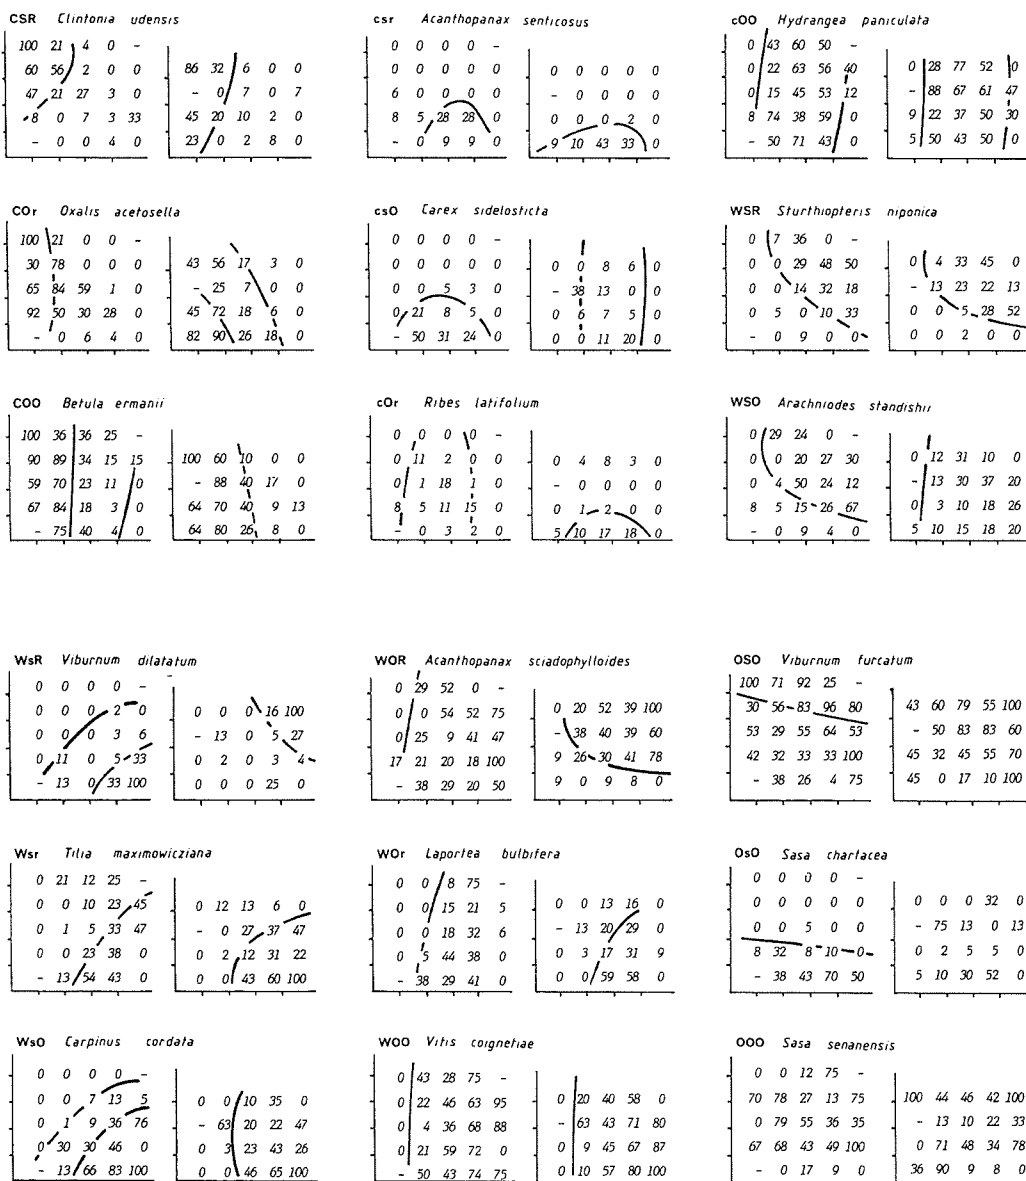 CSR Clintonia udensis
100 21 4 0 -
60 56 2 0 0
47 21 27 3 0
8 0 7 3 33
- 0 0 4 0
86 32 6 0 0
- 0 7 0 7
45 20 10 2 0
23 0 2 8 0
csr Acanthopanax senticosus
0 0 0 0 -
0 0 0 0 0
6 0 0 0 0
8 5 28 28 0
- 0 9 9 0
0 0 0 0 0
- 0 0 0 0
0 0 0 2 0
9 10 43 33 0
cOO Hydrangea paniculata
0 43 60 50 -
0 22 63 56 40
0 15 45 53 12
8 74 38 59 0
- 50 71 43 0
0 28 77 52 0
- 88 67 61 47
9 22 37 50 30
5 50 43 50 0
COr Oxalis acetosella
100 21 0 0 -
30 78 0 0 0
65 84 59 1 0
92 50 30 28 0
- 0 6 4 0
43 56 17 3 0
- 25 7 0 0
45 72 18 6 0
82 90 26 18 0
csO Carex sidelosticta
0 0 0 0 -
0 0 0 0 0
0 0 5 3 0
0 21 8 5 0
- 50 31 24 0
0 0 8 6 0
- 38 13 0 0
0 6 7 5 0
0 0 11 20 0
WSR Sturthiopteris niponica
0 7 36 0 -
0 0 29 48 50
0 0 14 32 18
0 5 0 10 33
- 0 9 0 0
0 4 33 45 0
- 13 23 22 13
0 0 5 28 52
0 0 2 0 0
COO Betula ermanii
100 36 36 25 -
90 89 34 15 15
59 70 23 11 0
67 84 18 3 0
- 75 40 4 0
100 60 10 0 0
- 88 40 17 0
64 70 40 9 13
64 80 26 8 0
cOr Ribes latifolium
0 0 0 0 -
0 11 2 0 0
0 1 18 1 0
8 5 11 15 0
- 0 3 2 0
0 4 8 3 0
- 0 0 0 0
0 1 2 0 0
5 10 17 18 0
WSO Arachniodes standishii
0 29 24 0 -
0 0 20 27 30
0 4 50 24 12
8 5 15 26 67
- 0 9 4 0
0 12 31 10 0
- 13 30 37 20
0 3 10 18 26
5 10 15 18 20
WsR Viburnum dilatatum
0 0 0 0 -
0 0 0 2 0
0 0 0 3 6
0 11 0 5 33
- 13 0 33 100
0 0 0 16 100
- 13 0 5 27
0 2 0 3 4
0 0 0 25 0
WOR Acanthopanax sciadophylloides
0 29 52 0 -
0 0 54 52 75
0 25 9 41 47
17 21 20 18 100
- 38 29 20 50
0 20 52 39 100
- 38 40 39 60
9 26 30 41 78
9 0 9 8 0
OSO Viburnum furcatum
100 71 92 25 -
30 56 83 96 80
53 29 55 64 53
42 32 33 33 100
- 38 26 4 75
43 60 79 55 100
- 50 83 83 60
45 32 45 55 70
45 0 17 10 100
Wsr Tilia maximowicziana
0 21 12 25 -
0 0 10 23 45
0 1 5 33 47
0 0 23 38 0
- 13 54 43 0
0 12 13 6 0
- 0 27 37 47
0 2 12 31 22
0 0 43 60 100
WOr Laportea bulbifera
0 0 8 75 -
0 0 15 21 5
0 0 18 32 6
0 5 44 38 0
- 38 29 41 0
0 0 13 16 0
- 13 20 29 0
0 3 17 31 9
0 0 59 58 0
OsO Sasa chartacea
0 0 0 0 -
0 0 0 0 0
0 0 5 0 0
8 32 8 10 0
- 38 43 70 50
0 0 0 32 0
- 75 13 0 13
0 2 5 5 0
5 10 30 52 0
WsO Carpinus cordata
0 0 0 0 -
0 0 7 13 5
0 1 9 36 76
0 30 30 46 0
- 13 66 83 100
0 0 10 35 0
- 63 20 22 47
0 3 23 43 26
0 0 46 65 100
WOO Vitis coignetiae
0 43 28 75 -
0 22 46 63 95
0 4 36 68 88
0 21 59 72 0
- 50 43 74 75
0 20 40 58 0
- 63 43 71 80
0 9 45 67 87
0 10 57 80 100
OOO Sasa senanensis
0 0 12 75 -
70 78 27 13 75
0 79 55 36 35
67 68 43 49 100
- 0 17 9 0
100 44 46 42 100
- 13 10 22 33
0 71 48 34 78
36 90 9 8 0